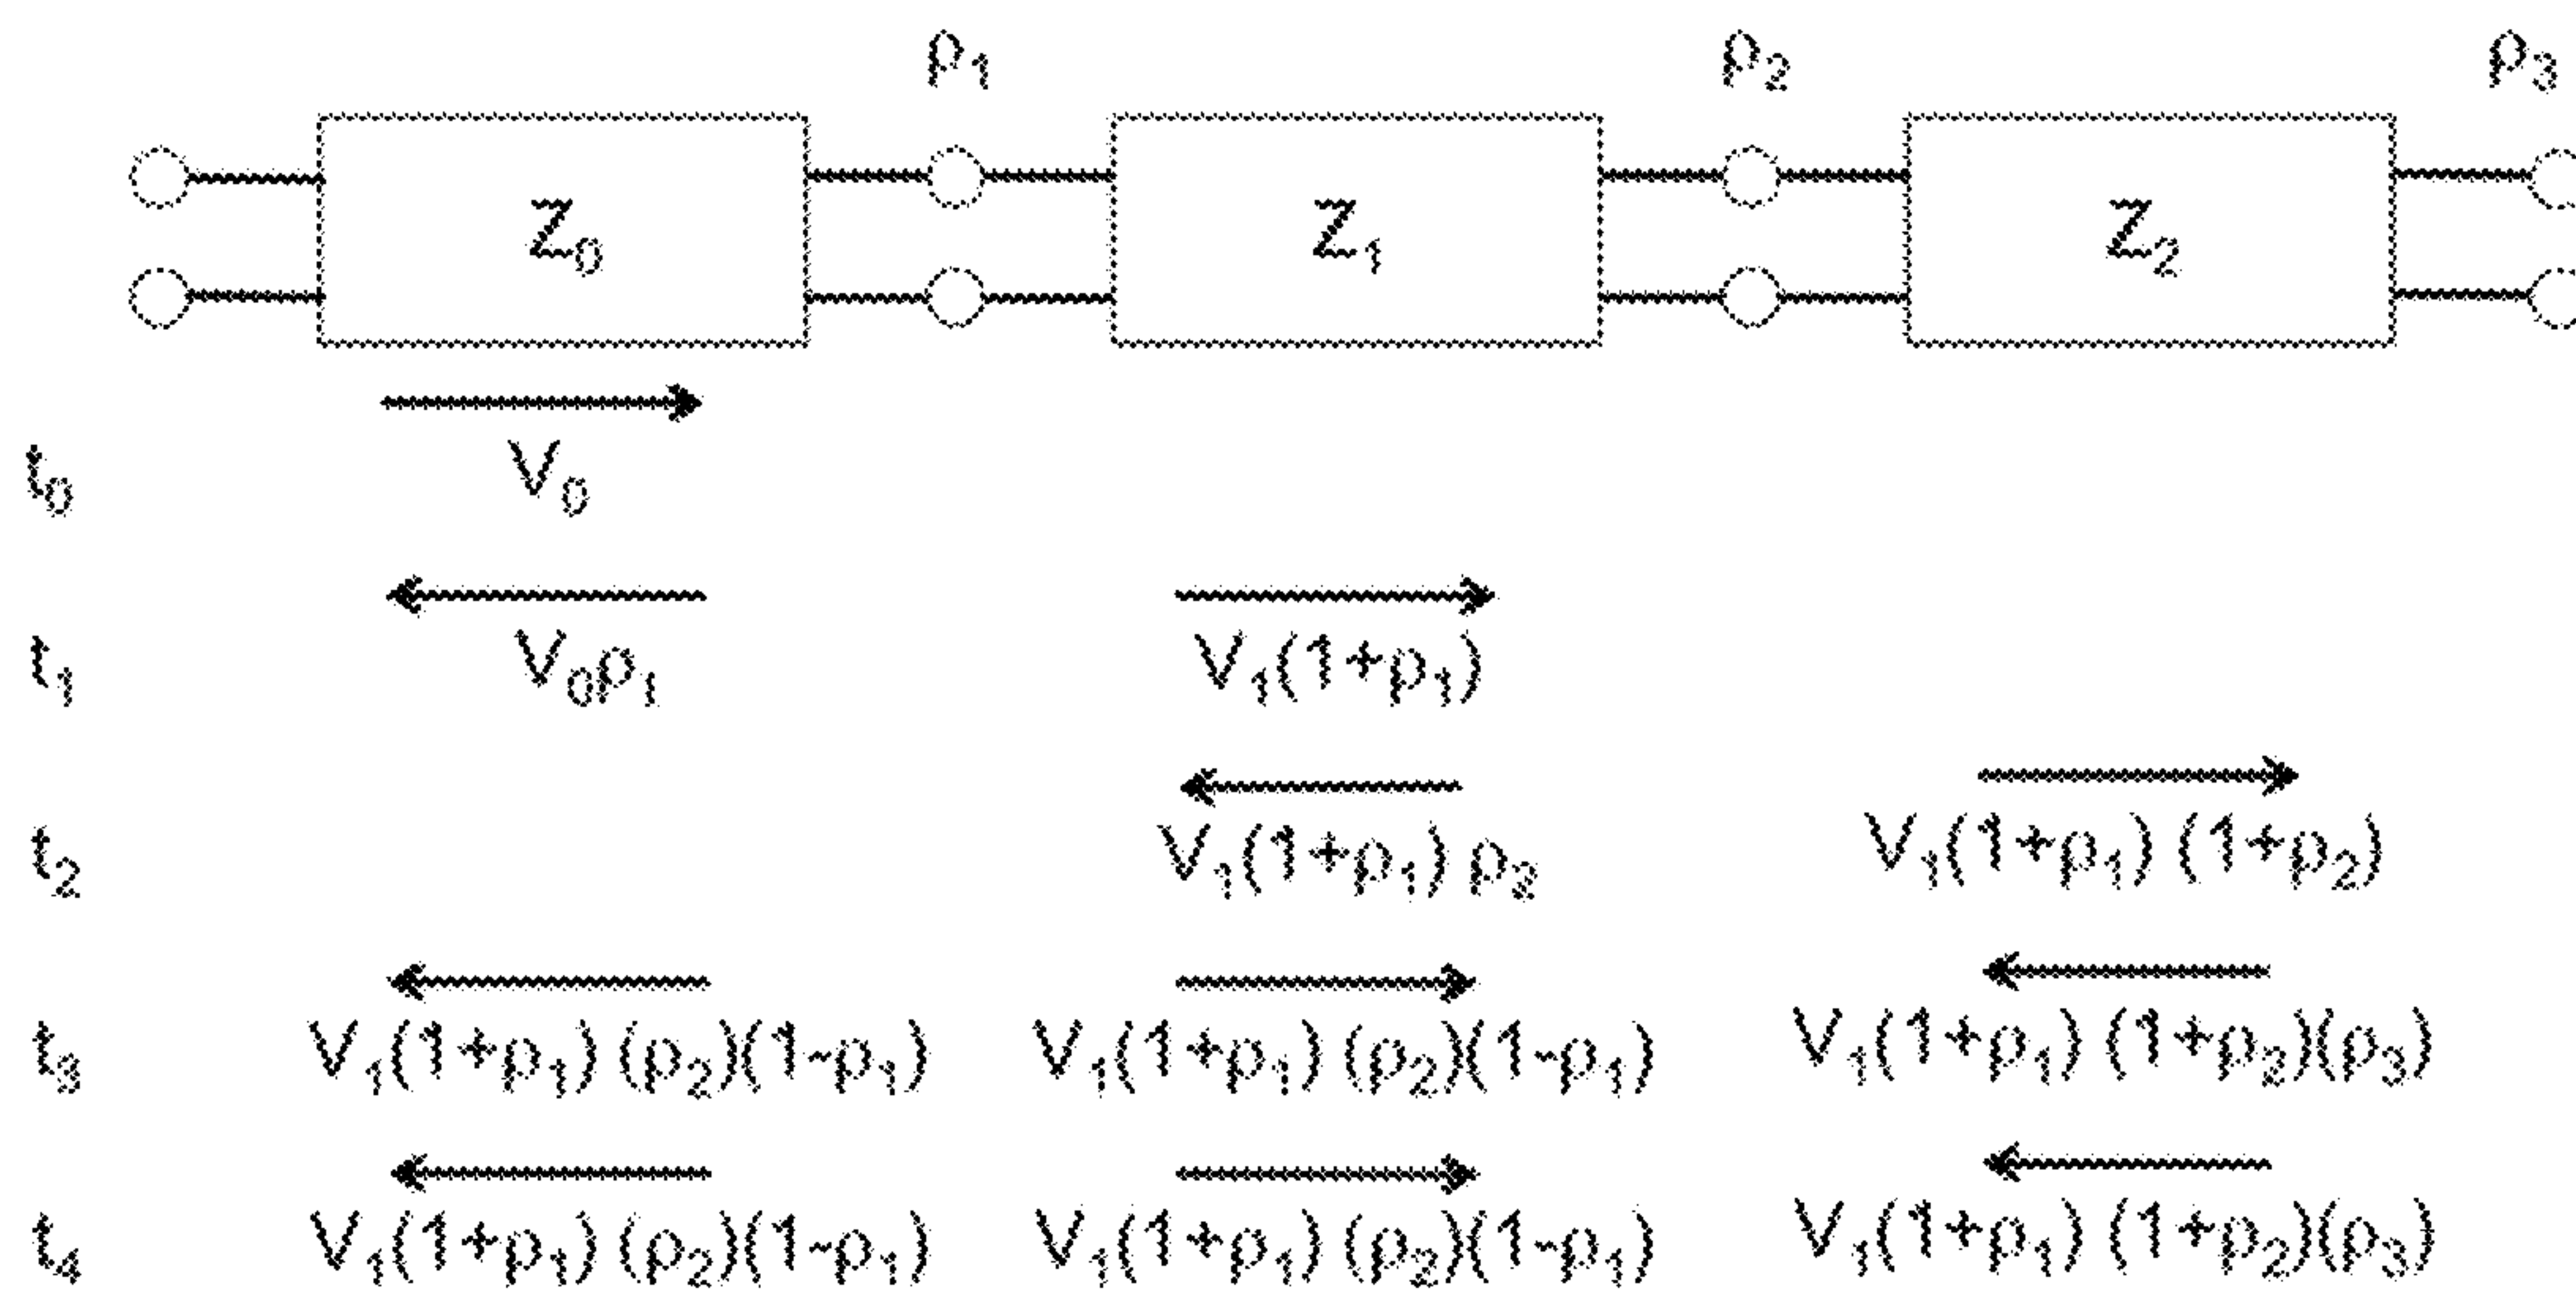 ρ₁ ρ₂ ρ₃
Z₀ Z₁ Z₂
t₀ V₀
t₁ V₀ρ₁ V₁(1+ρ₁)
t₂ V₁(1+ρ₁) ρ₂ V₁(1+ρ₁) (1+ρ₂)
t₃ V₁(1+ρ₁) (ρ₂)(1-ρ₁) V₁(1+ρ₁) (ρ₂)(1-ρ₁) V₁(1+ρ₁) (1+ρ₂)(ρ₃)
t₄ V₁(1+ρ₁) (ρ₂)(1-ρ₁) V₁(1+ρ₁) (ρ₂)(1-ρ₁) V₁(1+ρ₁) (1+ρ₂)(ρ₃)